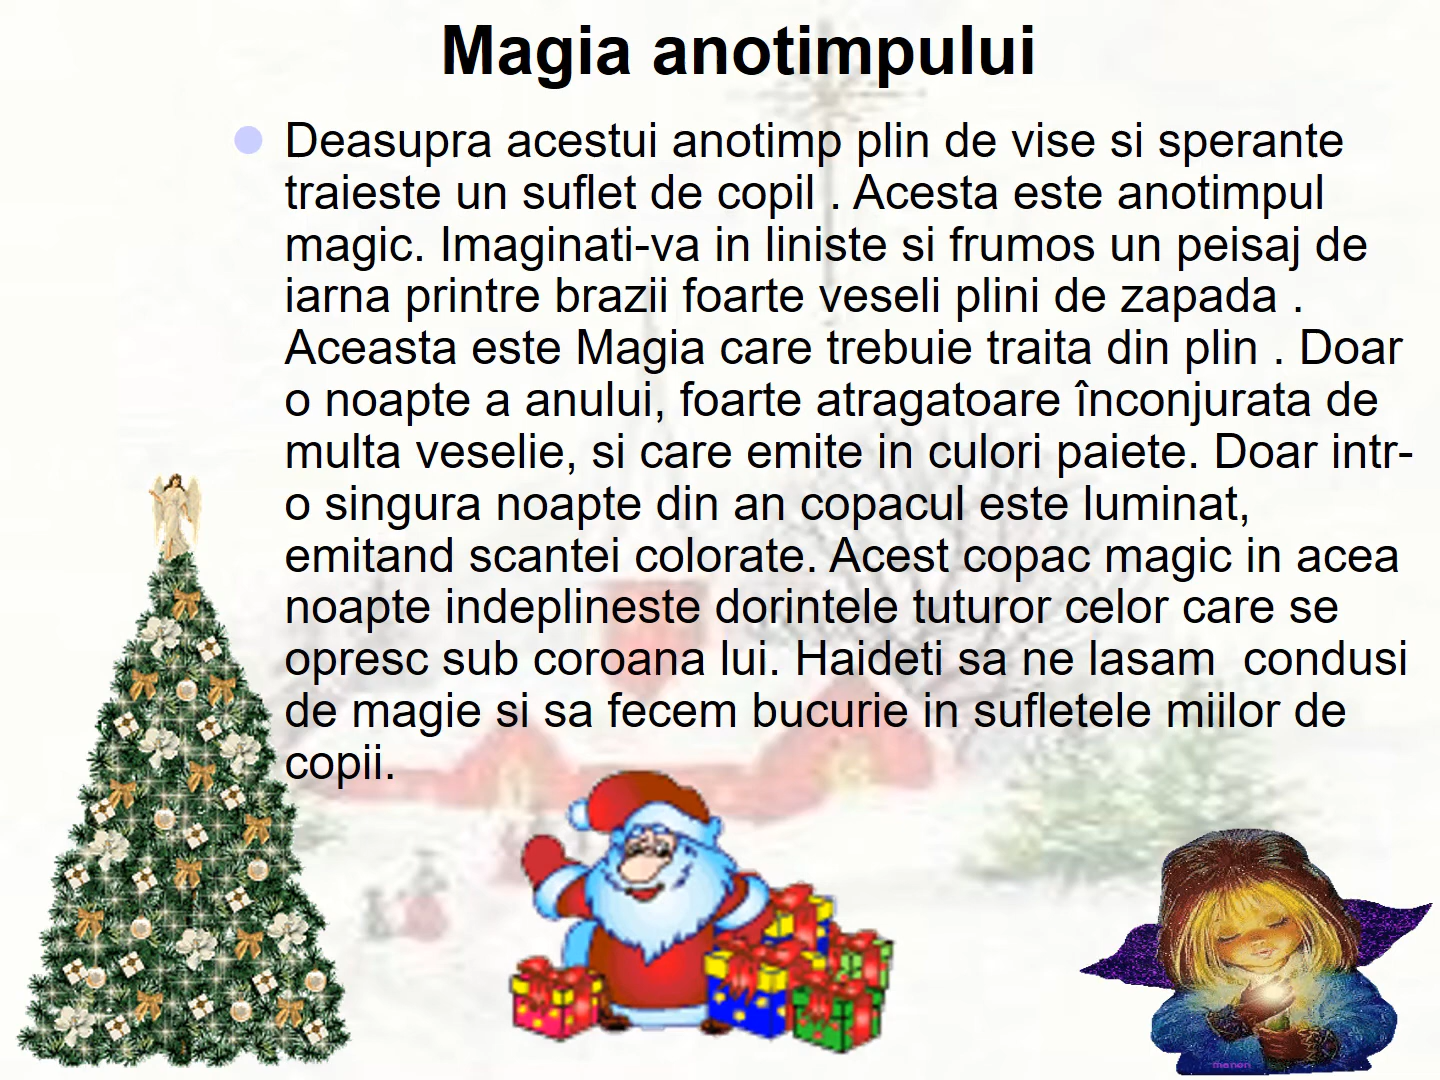 Magia anotimpului
Deasupra acestui anotimp plin de vise si sperante
traieste un suflet de copil . Acesta este anotimpul
magic. Imaginati-va in liniste si frumos un peisaj de
iarna printre brazii foarte veseli plini de zapada .
Aceasta este Magia care trebuie traita din plin . Doar
o noapte a anului, foarte atragatoare înconjurata de
multa veselie, si care emite in culori paiete. Doar intr-
o singura noapte din an copacul este luminat,
emitand scantei colorate. Acest copac magic in acea
noapte indeplineste dorintele tuturor celor care se
opresc sub coroana lui. Haideti sa ne lasam  condusi
de magie si sa fecem bucurie in sufletele miilor de
copii.